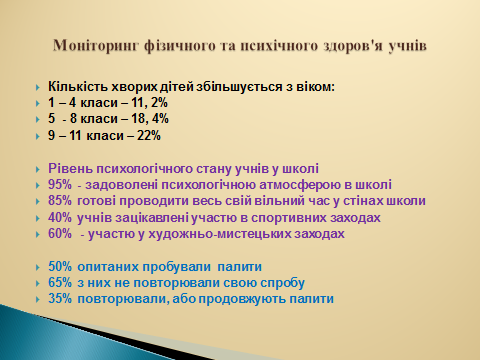 Моніторинг фізичного та психічного здоров'я учнів
Кількість хворих дітей збільшується з віком:
1 – 4 класи – 11, 2%
5 - 8 класи – 18, 4%
9 – 11 класи – 22%
Рівень психологічного стану учнів у школі
95% - задоволені психологічною атмосферою в школі
85% готові проводити весь свій вільний час у стінах школи
40% учнів зацікавлені участю в спортивних заходах
60% - участю у художньо-мистецьких заходах
50% опитаних пробували палити
65% з них не повторювали свою спробу
35% повторювали, або продовжують палити